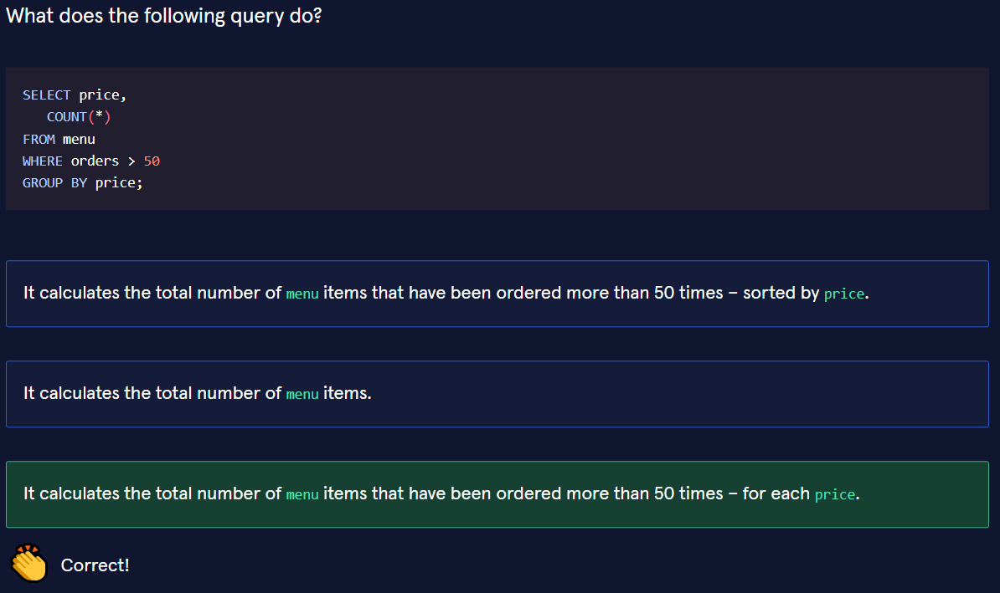 What does the following query do?
SELECT price,
COUNT(*)
FROM menu
WHERE orders > 50
GROUP BY price;
It calculates the total number of menu items that have been ordered more than 50 times – sorted by price.
It calculates the total number of menu items.
It calculates the total number of menu items that have been ordered more than 50 times – for each price.
Correct!